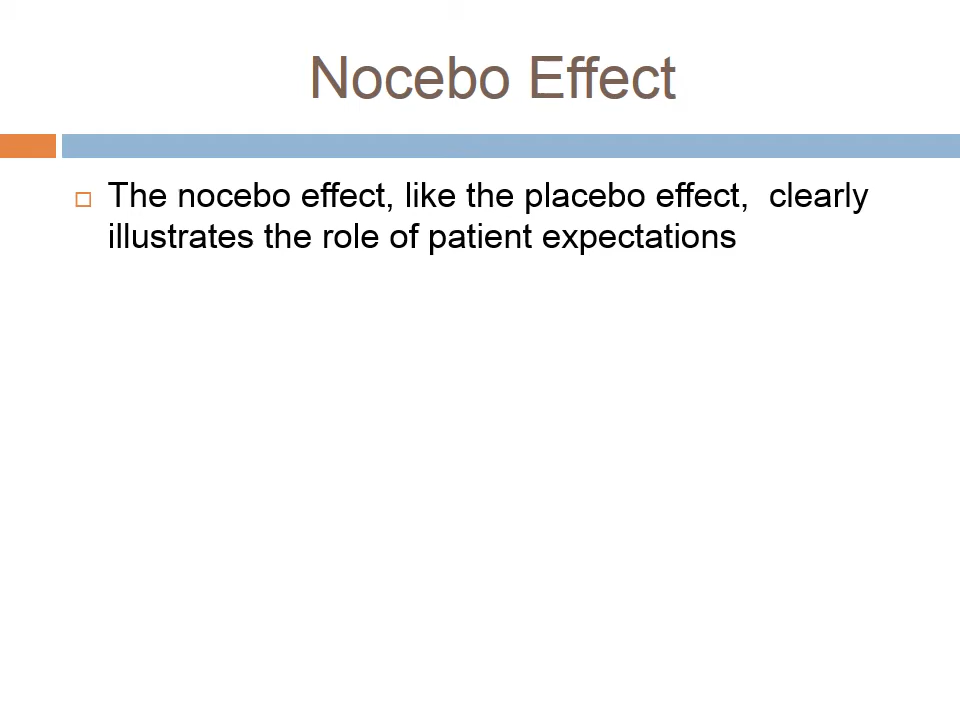 Nocebo Effect
The nocebo effect, like the placebo effect,  clearly
illustrates the role of patient expectations